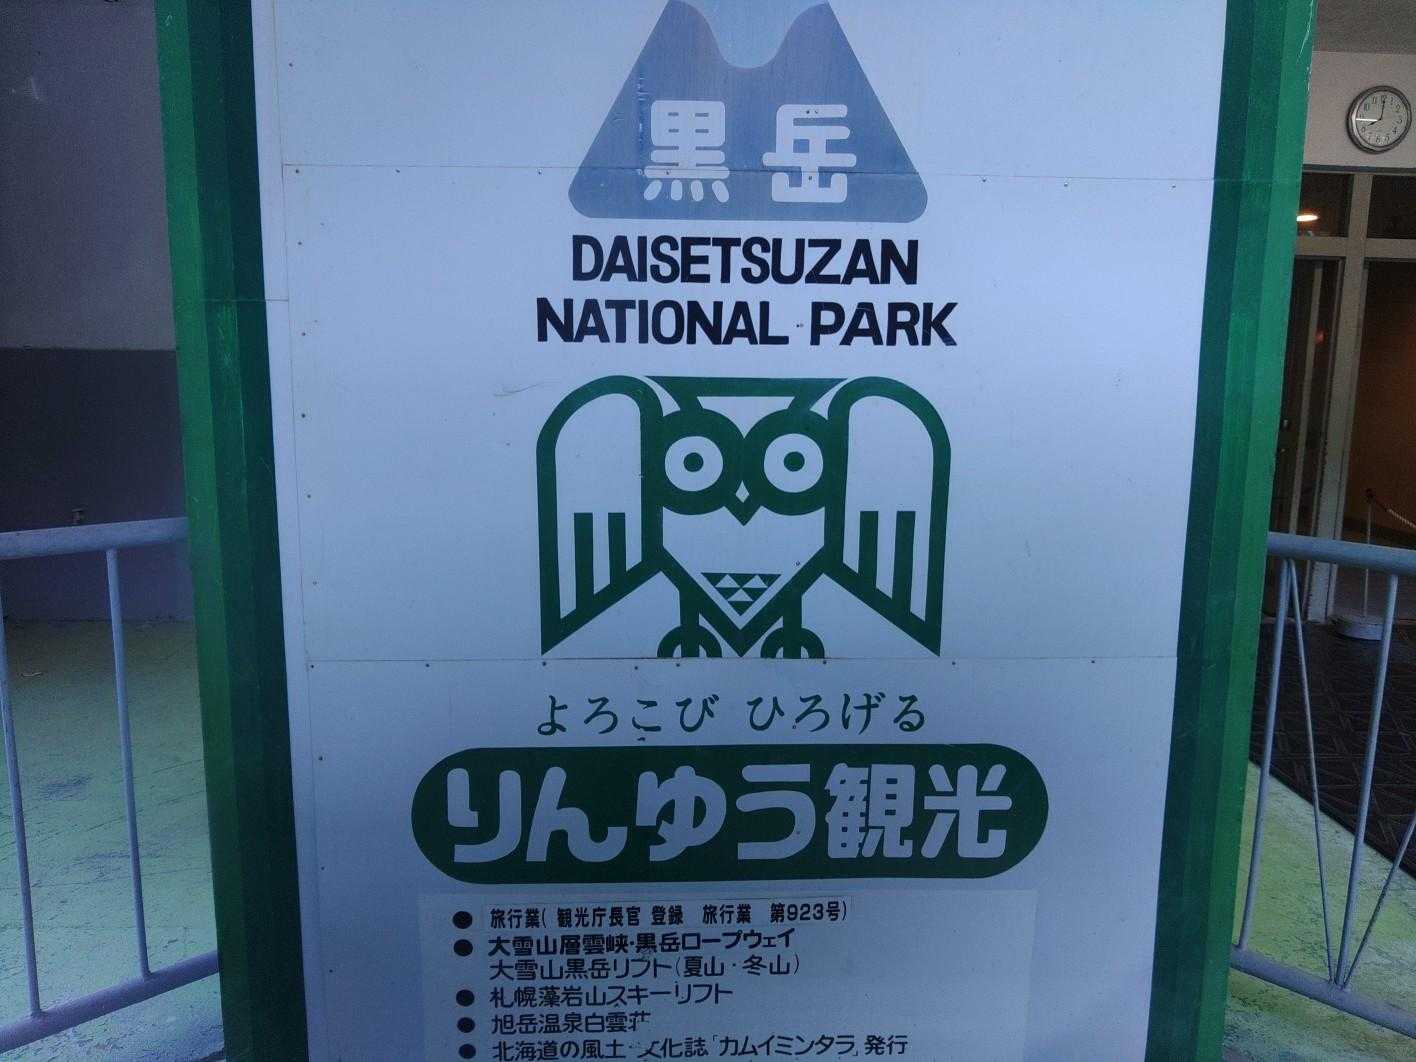 黒岳
DAISETSUZAN
NATIONAL PARK
よろこび ひろげる
りんゆう観光
● 旅行業( 観光庁長官 登録 旅行業 第923号)
● 大雪山層雲峡・黒岳ロープウェイ
大雪山黒岳リフト(夏山・冬山)
● 札幌藻岩山スキーリフト
● 旭岳温泉白雲荘
● 北海道の風土・文化誌「カムイミンタラ」発行